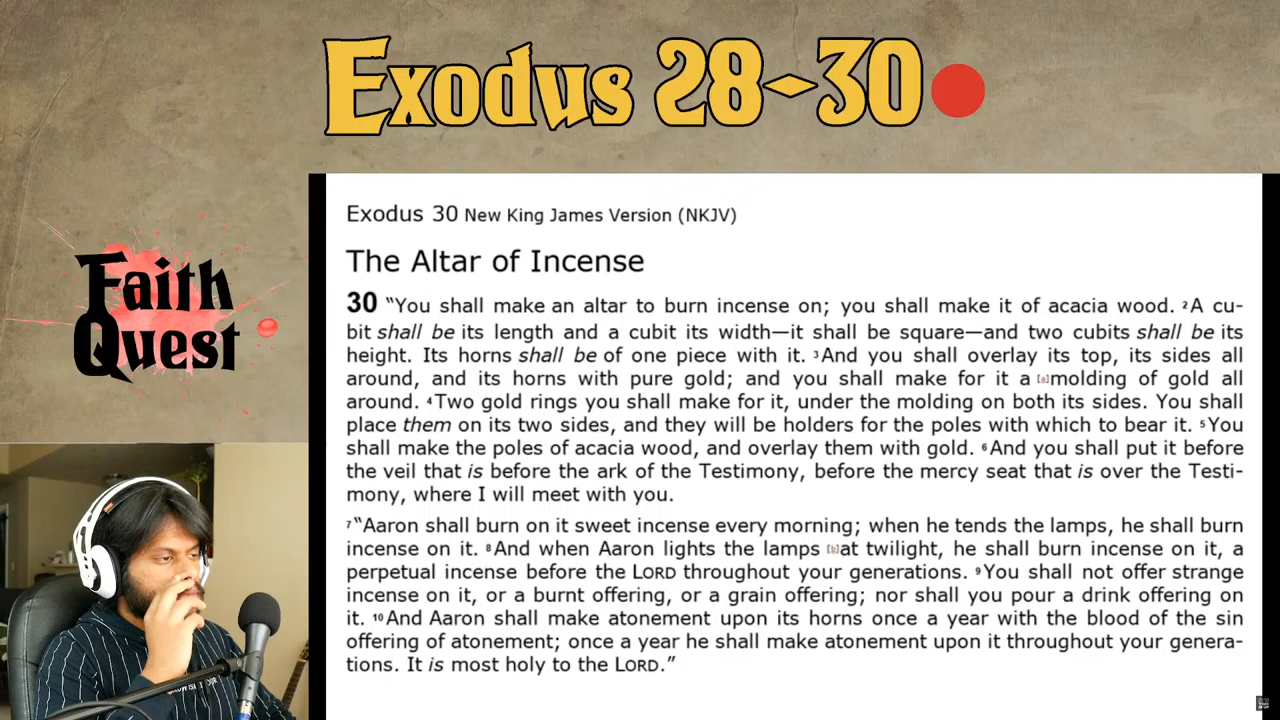 Exodus 28-30
Exodus 30 New King James Version (NKJV)
The Altar of Incense
30 “You shall make an altar to burn incense on; you shall make it of acacia wood. 2A cu-
bit shall be its length and a cubit its width—it shall be square—and two cubits shall be its
height. Its horns shall be of one piece with it. 3And you shall overlay its top, its sides all
around, and its horns with pure gold; and you shall make for it a [a]molding of gold all
around. 4Two gold rings you shall make for it, under the molding on both its sides. You shall
place them on its two sides, and they will be holders for the poles with which to bear it. 5You
shall make the poles of acacia wood, and overlay them with gold. 6And you shall put it before
the veil that is before the ark of the Testimony, before the mercy seat that is over the Testi-
mony, where I will meet with you.
7“Aaron shall burn on it sweet incense every morning; when he tends the lamps, he shall burn
incense on it. 8And when Aaron lights the lamps [b]at twilight, he shall burn incense on it, a
perpetual incense before the LORD throughout your generations. 9You shall not offer strange
incense on it, or a burnt offering, or a grain offering; nor shall you pour a drink offering on
it. 10And Aaron shall make atonement upon its horns once a year with the blood of the sin
offering of atonement; once a year he shall make atonement upon it throughout your genera-
tions. It is most holy to the LORD.”
Faith
Quest